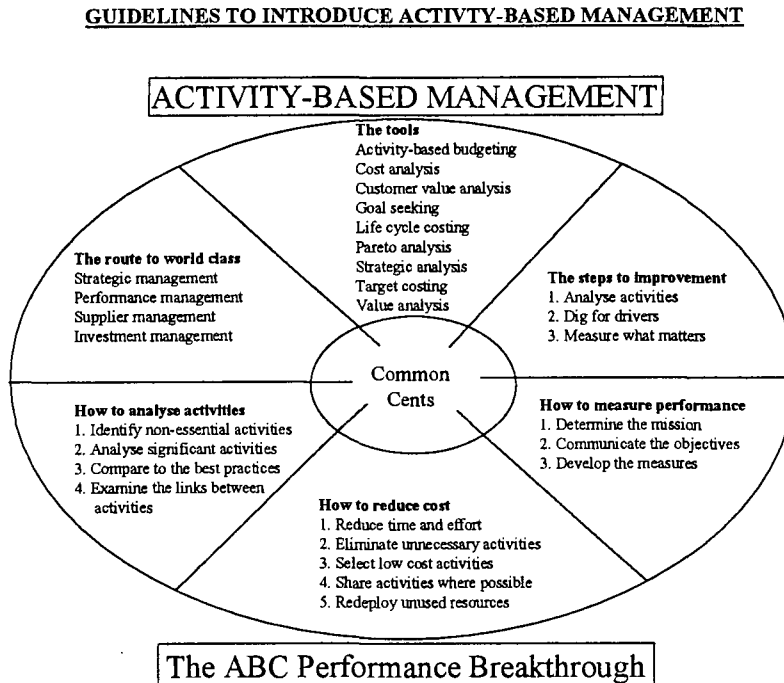 GUIDELINES TO INTRODUCE ACTIVTY-BASED MANAGEMENT
ACTIVITY-BASED MANAGEMENT
The tools
Activity-based budgeting
Cost analysis
Customer value analysis
Goal seeking
Life cycle costing
Pareto analysis
Strategic analysis
Target costing
Value analysis
The route to world class
Strategic management
Performance management
Supplier management
Investment management
The steps to improvement
1. Analyse activities
2. Dig for drivers
3. Measure what matters
Common
Cents
How to analyse activities
1. Identify non-essential activities
2. Analyse significant activities
3. Compare to the best practices
4. Examine the links between
activities
How to measure performance
1. Determine the mission
2. Communicate the objectives
3. Develop the measures
How to reduce cost
1. Reduce time and effort
2. Eliminate unnecessary activities
3. Select low cost activities
4. Share activities where possible
5. Redeploy unused resources
The ABC Performance Breakthrough